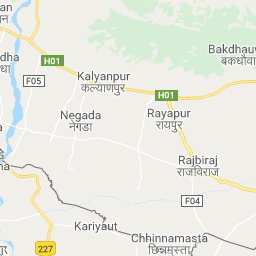 Bakdhauw
बकधौवा
H01
dha
धा
F05
Kalyanpur
कल्याणपुर
H01
Negada
नेगडा
Rayapur
रायपुर
Rajbiraj
राजविराज
F04
Kariyaut
227
Chhinnamasta
छिन्नमस्ता